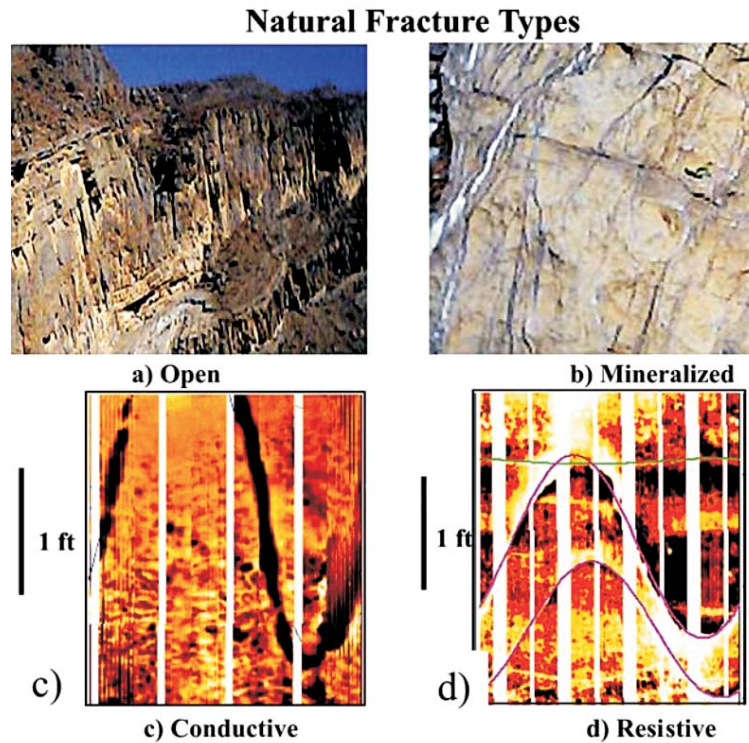 Natural Fracture Types
a) Open
b) Mineralized
1 ft
1 ft
c)
d)
c) Conductive
d) Resistive